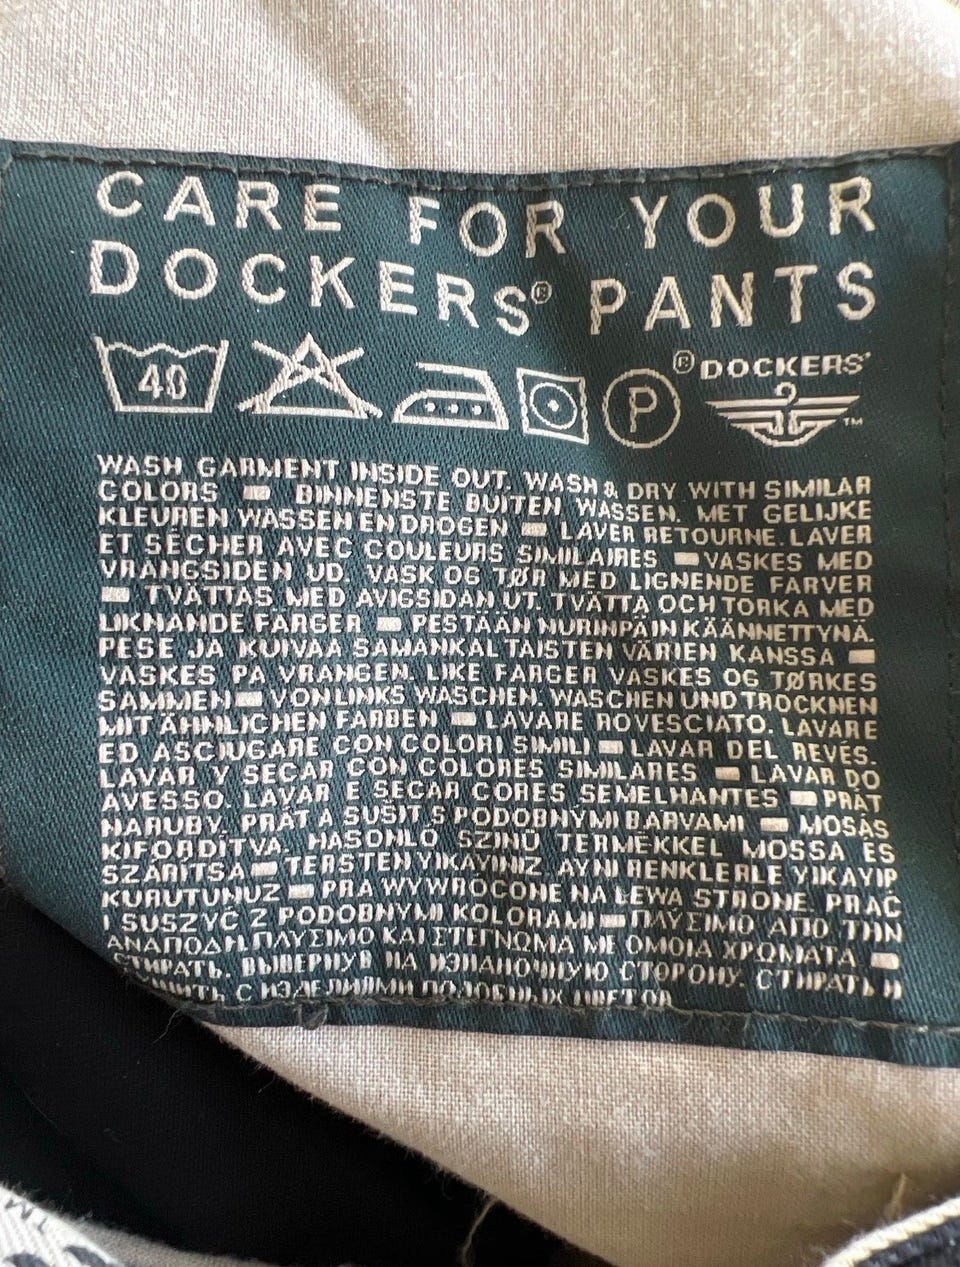 CARE FOR YOUR
DOCKERS® PANTS
40
P
® DOCKERS®
™
WASH GARMENT INSIDE OUT. WASH & DRY WITH SIMILAR
COLORS BINNENSTE BUITEN WASSEN. MET GELIJKE
KLEUREN WASSEN EN DROGEN LAVER RETOURNE. LAVER
ET SÉCHER AVEC COULEURS SIMILAIRES VASKES MED
VRANGSIDEN UD. VASK OG TØR MED LIGNENDE FARVER
TVÄTTAS MED AVIGSIDAN UT. TVÄTTA OCH TORKA MED
LIKNANDE FÄRGER PESTÄÄN NURINPÄIN KÄÄNNETTYNÄ.
PESE JA KUIVAA SAMANKALTAISTEN VÄRIEN KANSSA
VASKES PÅ VRANGEN. LIKE FARGER VASKES OG TØRKES
SAMMEN VON LINKS WASCHEN. WASCHEN UND TROCKNEN
MIT ÄHNLICHEN FARBEN LAVARE ROVESCIATO. LAVARE
ED ASCIUGARE CON COLORI SIMILI LAVAR DEL REVÉS.
LAVAR Y SECAR CON COLORES SIMILARES LAVAR DO
AVESSO. LAVAR E SECAR CORES SEMELHANTES PRÁT
NARUBY. PRÁT A SUŠIT S PODOBNÝMI BARVAMI MOSÁS
KIFORDÍTVA. HASONLÓ SZÍNŰ TERMÉKKEL MOSSA ÉS
SZÁRÍTSA TERSTEN YIKAYINIZ. AYNI RENKLERLE YIKAYIP
KURUTUNUZ PRA WYWRÓCONE NA LEWA STRONE. PRAĆ
I SUSZYĆ Z PODOBNYMI KOLORAMI ΠΛΥΣΙΜΟ ΑΠΟ ΤΗΝ
ΑΝΑΠΟΔΗ. ΠΛΥΣΙΜΟ ΚΑΙ ΣΤΕΓΝΩΜΑ ΜΕ ΟΜΟΙΑ ΧΡΩΜΑΤΑ
СТИРАТЬ, ВЫВЕРНУВ НА ИЗНАНОЧНУЮ СТОРОНУ. СТИРАТЬ И
С ИЗДЕЛИЯМИ ПОДОБНЫХ ЦВЕТОВ